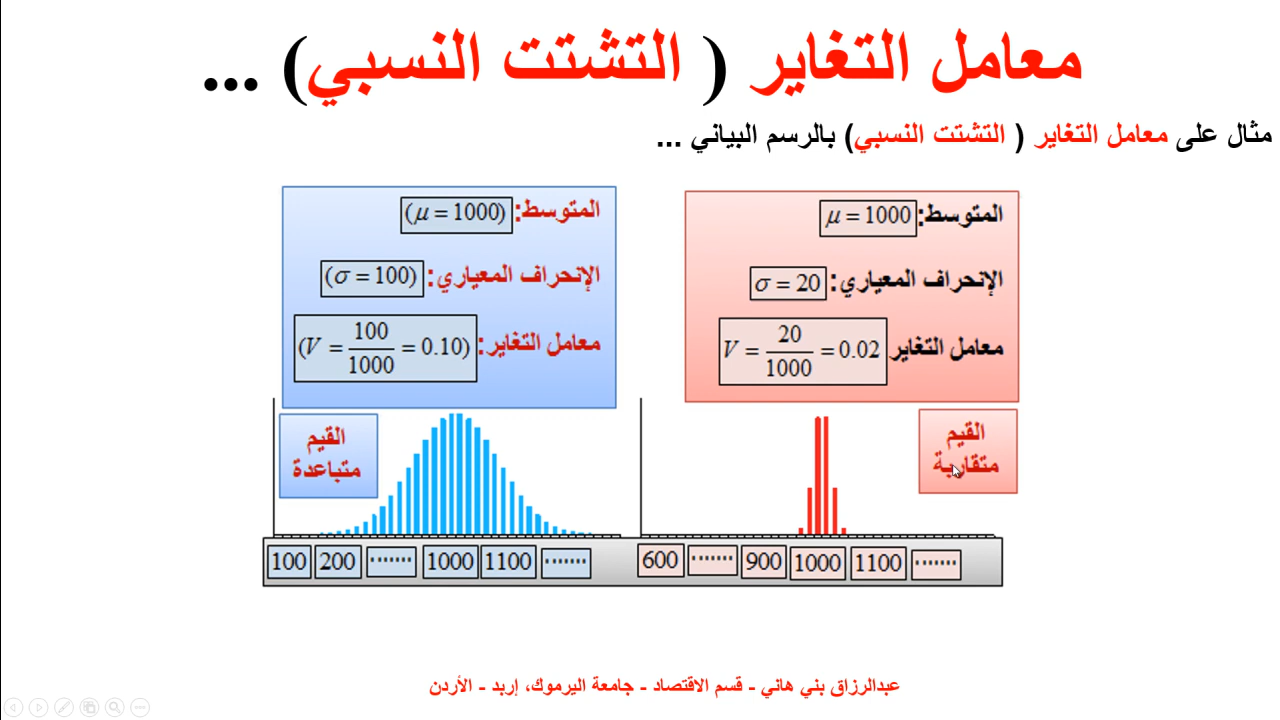 معامل التغاير ( التشتت النسبي) ...
مثال على معامل التغاير ( التشتت النسبي) بالرسم البياني ...
المتوسط: μ = 1000
الإنحراف المعياري: σ = 20
معامل التغاير V = 20/1000 = 0.02
القيم
متقاربة
المتوسط: (μ = 1000)
الإنحراف المعياري: (σ = 100)
معامل التغاير: (V = 100/1000 = 0.10)
القيم
متباعدة
100 200 ....... 1000 1100 .......
600 ....... 900 1000 1100 .......
عبدالرزاق بني هاني - قسم الاقتصاد - جامعة اليرموك، إربد - الأردن